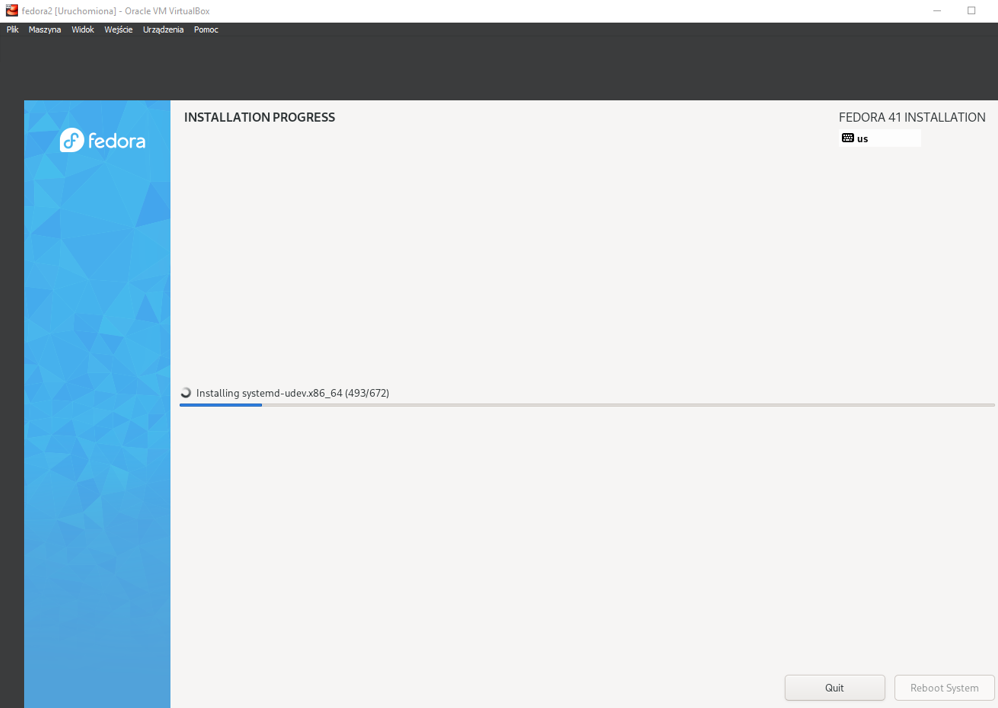 fedora2 [Uruchomiona] - Oracle VM VirtualBox
Plik Maszyna Widok Wejście Urządzenia Pomoc
fedora
INSTALLATION PROGRESS
FEDORA 41 INSTALLATION
us
Installing systemd-udev.x86_64 (493/672)
Quit
Reboot System